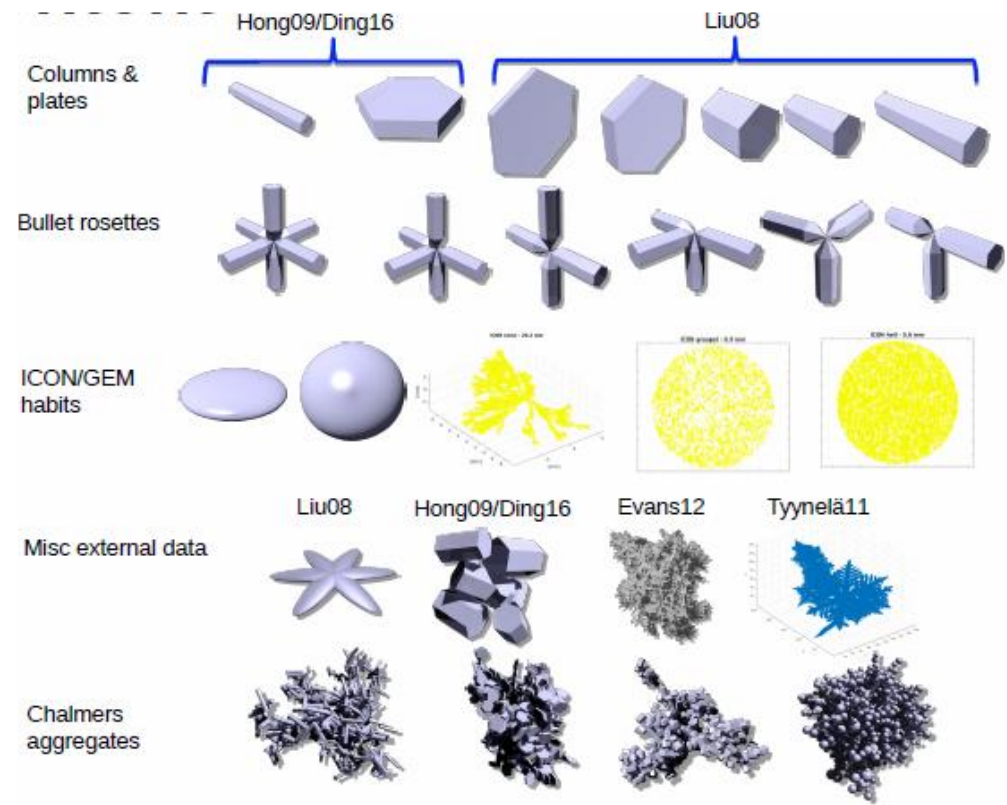 Hong09/Ding16
Liu08
Columns &
plates
Bullet rosettes
ICON/GEM
habits
Liu08
Hong09/Ding16
Evans12
Tyynelä11
Misc external data
Chalmers
aggregates